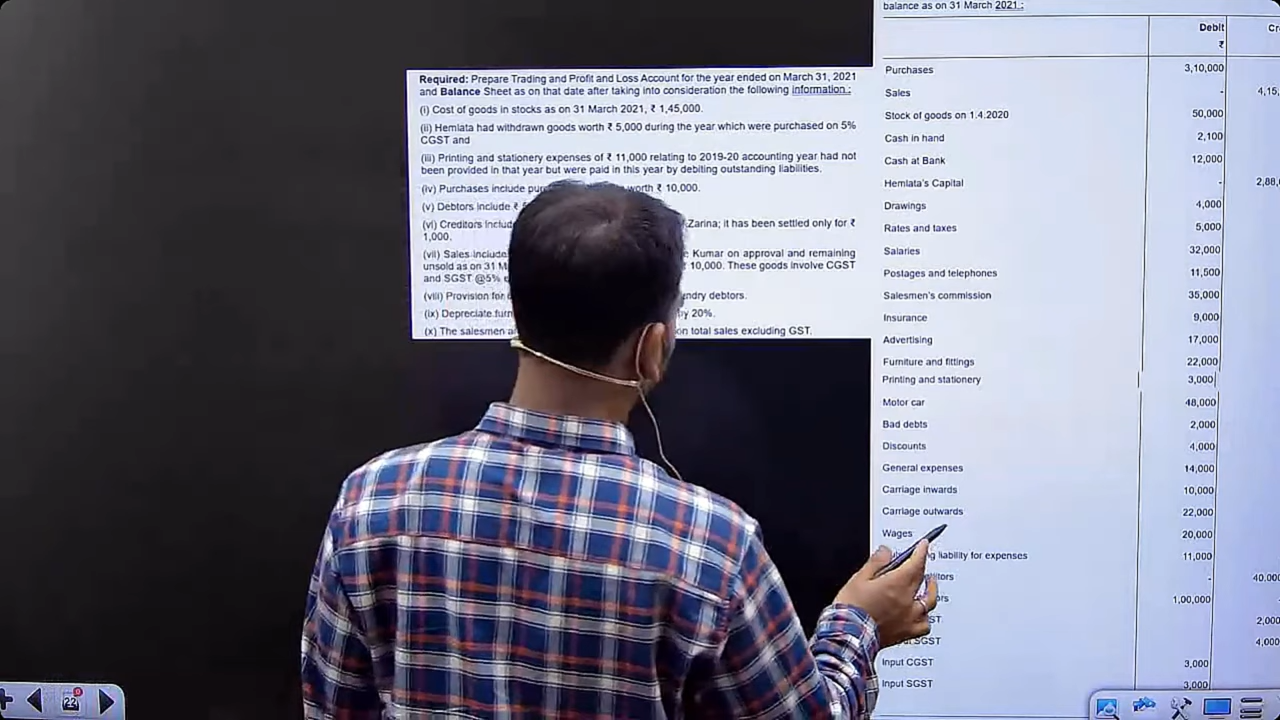 balance as on 31 March 2021.:
Debit
₹
Purchases 3,10,000
Sales - 4,15,
Stock of goods on 1.4.2020 50,000
Cash in hand 2,100
Cash at Bank 12,000
Hemlata's Capital - 2,88,
Drawings 4,000
Rates and taxes 5,000
Salaries 32,000
Postages and telephones 11,500
Salesmen's commission 35,000
Insurance 9,000
Advertising 17,000
Furniture and fittings 22,000
Printing and stationery 3,000
Motor car 48,000
Bad debts 2,000
Discounts 4,000
General expenses 14,000
Carriage inwards 10,000
Carriage outwards 22,000
Wages 20,000
liability for expenses 11,000
- 40,000
1,00,000
2,000
SGST 4,000
Input CGST 3,000
Input SGST 3,000
Required: Prepare Trading and Profit and Loss Account for the year ended on March 31, 2021
and Balance Sheet as on that date after taking into consideration the following information.:
(i) Cost of goods in stocks as on 31 March 2021, ₹ 1,45,000.
(ii) Hemlata had withdrawn goods worth ₹ 5,000 during the year which were purchased on 5%
CGST and
(iii) Printing and stationery expenses of ₹ 11,000 relating to 2019-20 accounting year had not
been provided in that year but were paid in this year by debiting outstanding liabilities.
(iv) Purchases include worth ₹ 10,000.
(v) Debtors include ₹
(vi) Creditors Zarina; it has been settled only for ₹
1,000.
(vii) Sales Kumar on approval and remaining
unsold as on 31 10,000. These goods involve CGST
and SGST @5%
(viii) Provision for debtors.
(ix) Depreciate by 20%.
(x) The salesmen on total sales excluding GST.
22